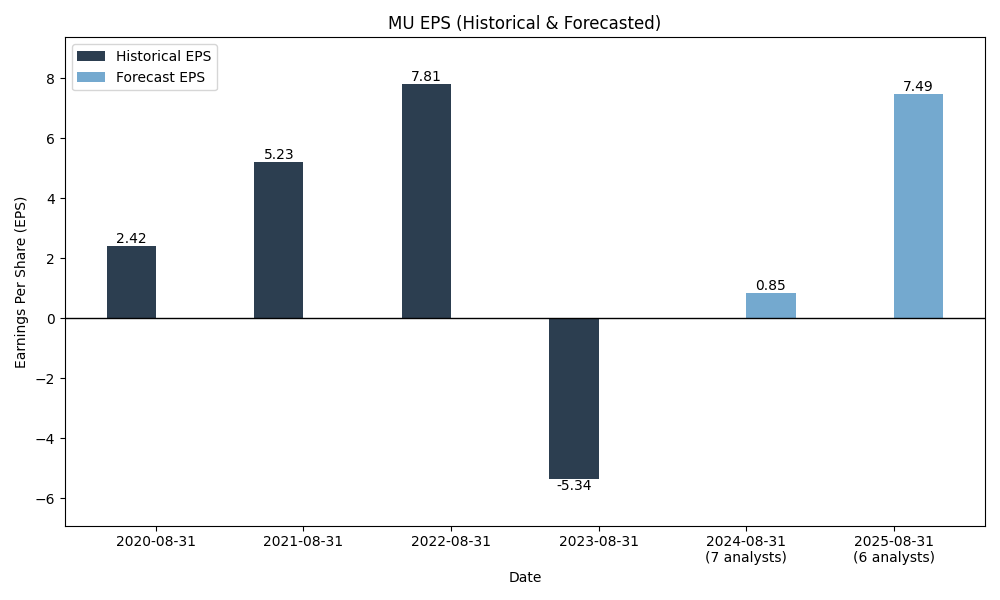 MU EPS (Historical & Forecasted)
Historical EPS
Forecast EPS
Earnings Per Share (EPS)
8
6
4
2
0
−2
−4
−6
2.42
5.23
7.81
-5.34
0.85
7.49
2020-08-31
2021-08-31
2022-08-31
2023-08-31
2024-08-31
(7 analysts)
2025-08-31
(6 analysts)
Date